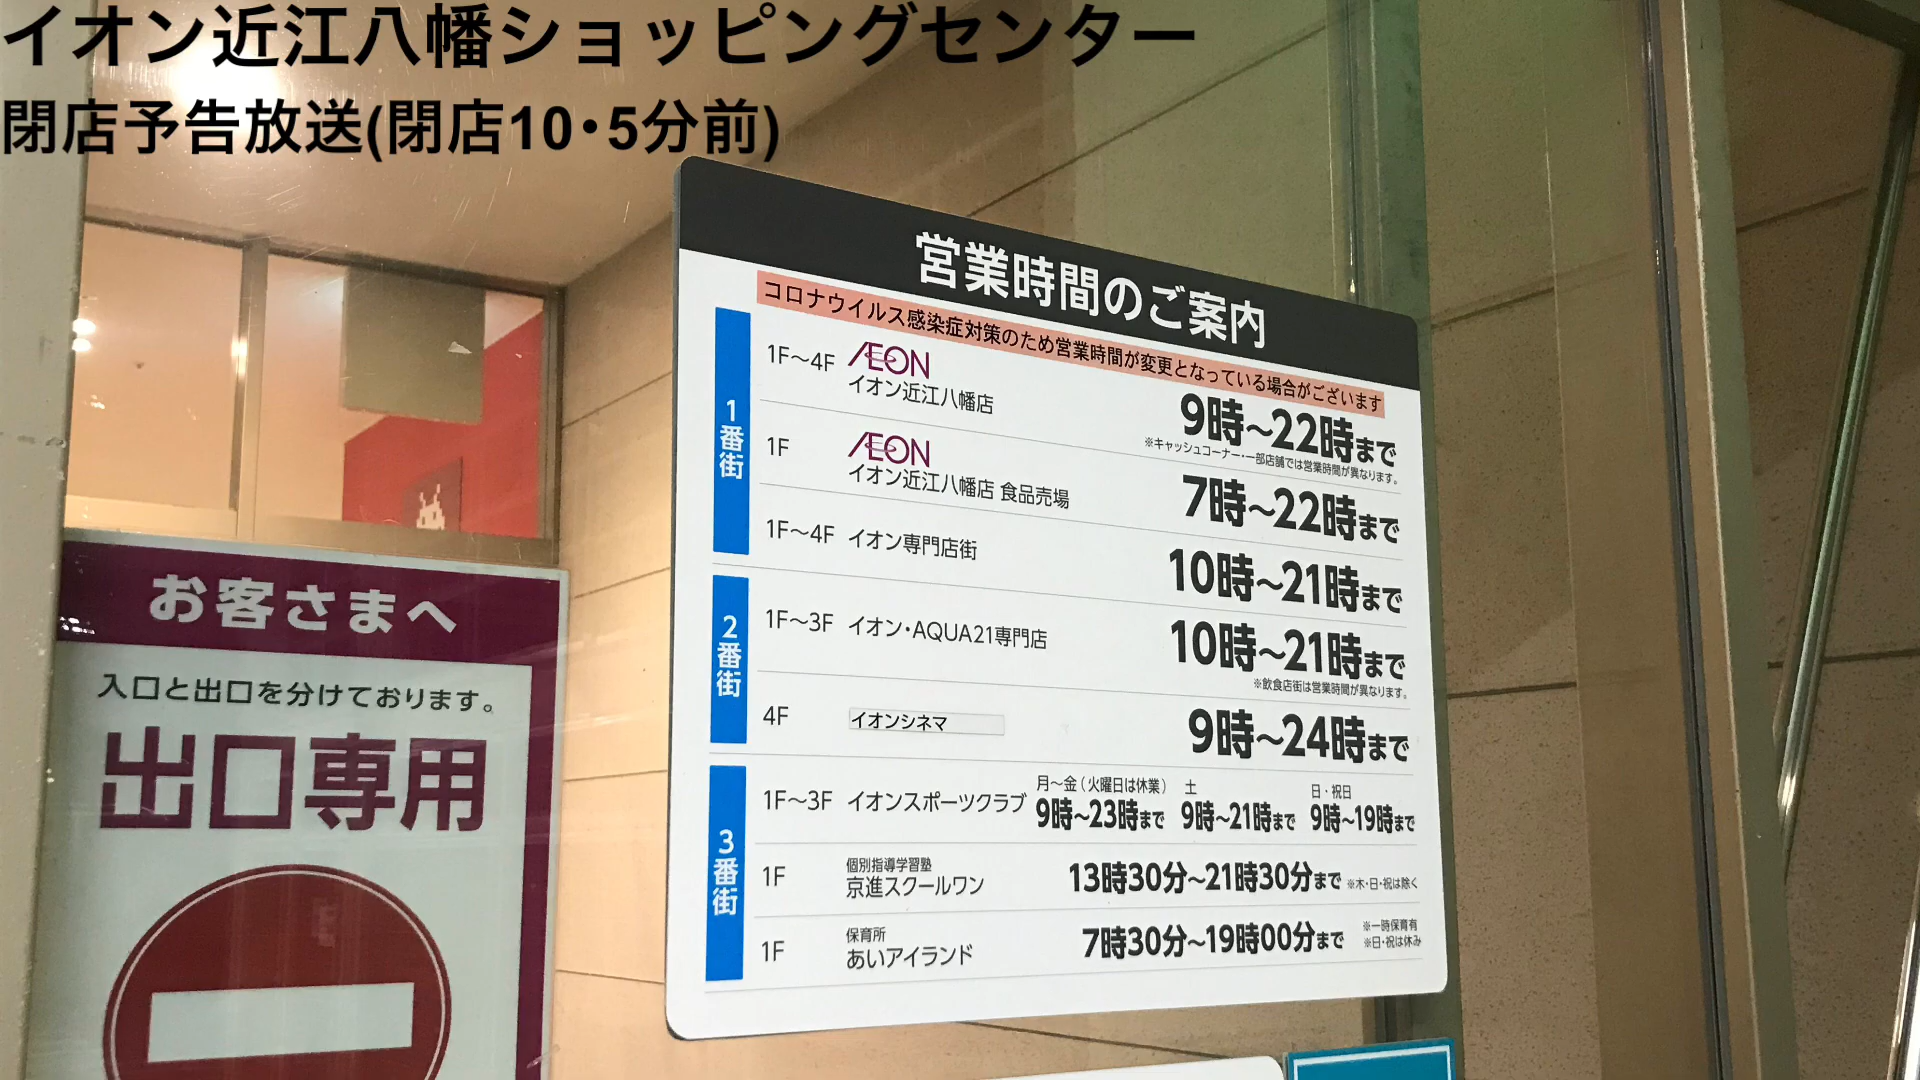 イオン近江八幡ショッピングセンター
閉店予告放送(閉店10・5分前)
営業時間のご案内
コロナウイルス感染症対策のため営業時間が変更となっている場合がございます
1番街
1F〜4F ÆON イオン近江八幡店 9時〜22時まで
※キャッシュコーナー・一部店舗では営業時間が異なります。
1F ÆON イオン近江八幡店 食品売場 7時〜22時まで
1F〜4F イオン専門店街 10時〜21時まで
2番街
1F〜3F イオン・AQUA21専門店 10時〜21時まで
※飲食店街は営業時間が異なります。
4F イオンシネマ 9時〜24時まで
3番街
月〜金(火曜日は休業) 土 日・祝日
1F〜3F イオンスポーツクラブ 9時〜23時まで 9時〜21時まで 9時〜19時まで
個別指導学習塾
1F 京進スクールワン 13時30分〜21時30分まで ※木・日・祝は除く
保育所 ※一時保育有
1F あいアイランド 7時30分〜19時00分まで ※日・祝は休み
お客さまへ
入口と出口を分けております。
出口専用